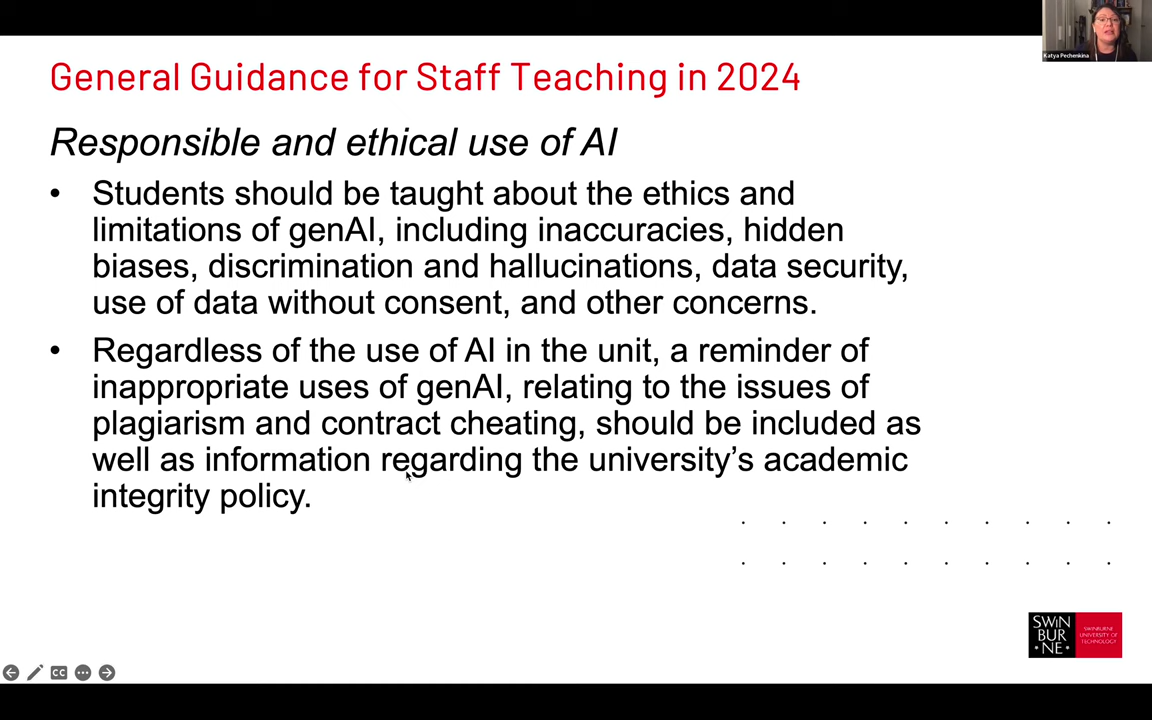 Katya Pechenkina
General Guidance for Staff Teaching in 2024
Responsible and ethical use of AI
• Students should be taught about the ethics and
limitations of genAI, including inaccuracies, hidden
biases, discrimination and hallucinations, data security,
use of data without consent, and other concerns.
• Regardless of the use of AI in the unit, a reminder of
inappropriate uses of genAI, relating to the issues of
plagiarism and contract cheating, should be included as
well as information regarding the university’s academic
integrity policy.
SWIN
BUR
• NE •
SWINBURNE
UNIVERSITY OF
TECHNOLOGY
CC